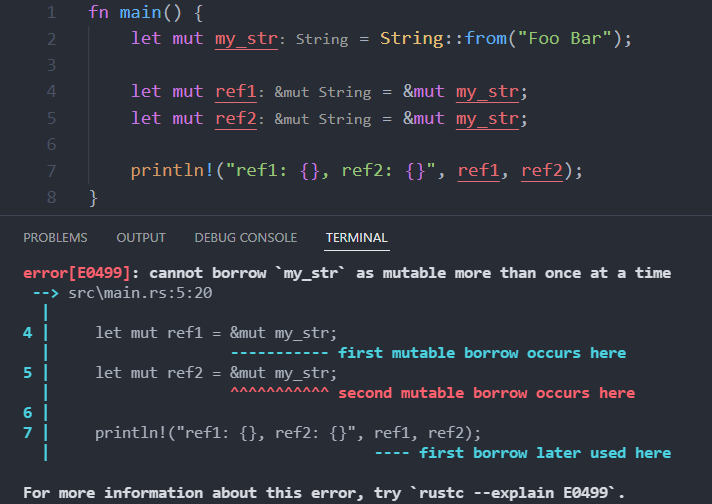 1 fn main() {
2     let mut my_str: String = String::from("Foo Bar");
3
4     let mut ref1: &mut String = &mut my_str;
5     let mut ref2: &mut String = &mut my_str;
6
7     println!("ref1: {}, ref2: {}", ref1, ref2);
8 }
PROBLEMS OUTPUT DEBUG CONSOLE TERMINAL
error[E0499]: cannot borrow `my_str` as mutable more than once at a time
 --> src\main.rs:5:20
  |
4 |     let mut ref1 = &mut my_str;
  |                    ----------- first mutable borrow occurs here
5 |     let mut ref2 = &mut my_str;
  |                    ^^^^^^^^^^^ second mutable borrow occurs here
6 |
7 |     println!("ref1: {}, ref2: {}", ref1, ref2);
  |                                    ---- first borrow later used here
For more information about this error, try `rustc --explain E0499`.